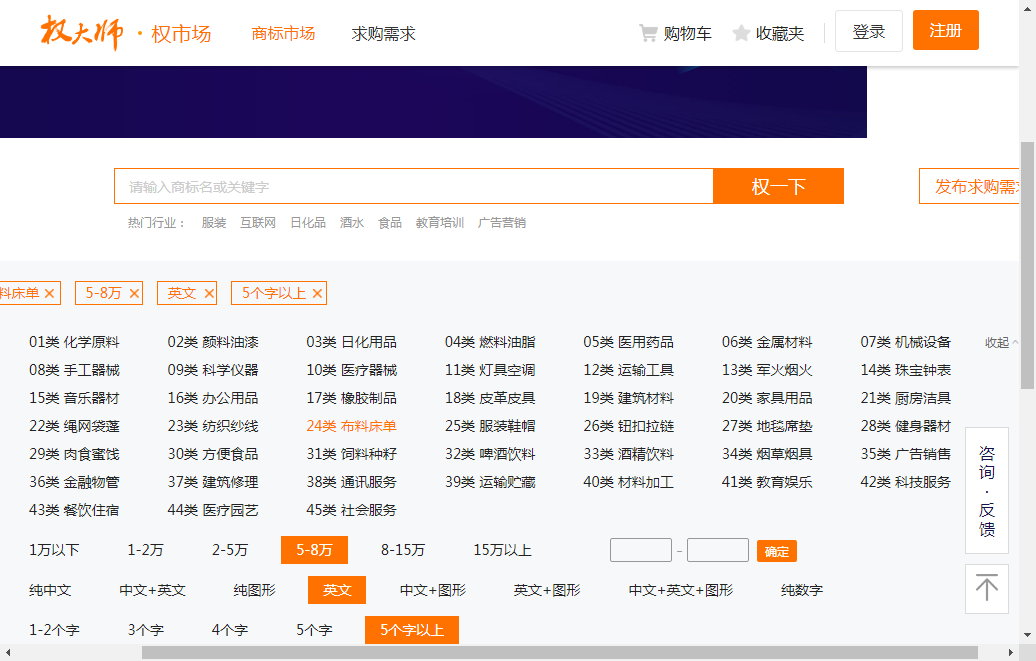 权大师 · 权市场 商标市场 求购需求 购物车 收藏夹 登录 注册
请输入商标名或关键字 权一下 发布求购需求
热门行业： 服装 互联网 日化品 酒水 食品 教育培训 广告营销
料床单 × 5-8万 × 英文 × 5个字以上 ×
01类 化学原料 02类 颜料油漆 03类 日化用品 04类 燃料油脂 05类 医用药品 06类 金属材料 07类 机械设备 收起
08类 手工器械 09类 科学仪器 10类 医疗器械 11类 灯具空调 12类 运输工具 13类 军火烟火 14类 珠宝钟表
15类 音乐器材 16类 办公用品 17类 橡胶制品 18类 皮革皮具 19类 建筑材料 20类 家具用品 21类 厨房洁具
22类 绳网袋蓬 23类 纺织纱线 24类 布料床单 25类 服装鞋帽 26类 钮扣拉链 27类 地毯席垫 28类 健身器材
29类 肉食蜜饯 30类 方便食品 31类 饲料种籽 32类 啤酒饮料 33类 酒精饮料 34类 烟草烟具 35类 广告销售
36类 金融物管 37类 建筑修理 38类 通讯服务 39类 运输贮藏 40类 材料加工 41类 教育娱乐 42类 科技服务
43类 餐饮住宿 44类 医疗园艺 45类 社会服务
1万以下 1-2万 2-5万 5-8万 8-15万 15万以上 - 确定
纯中文 中文+英文 纯图形 英文 中文+图形 英文+图形 中文+英文+图形 纯数字
1-2个字 3个字 4个字 5个字 5个字以上
咨询·反馈